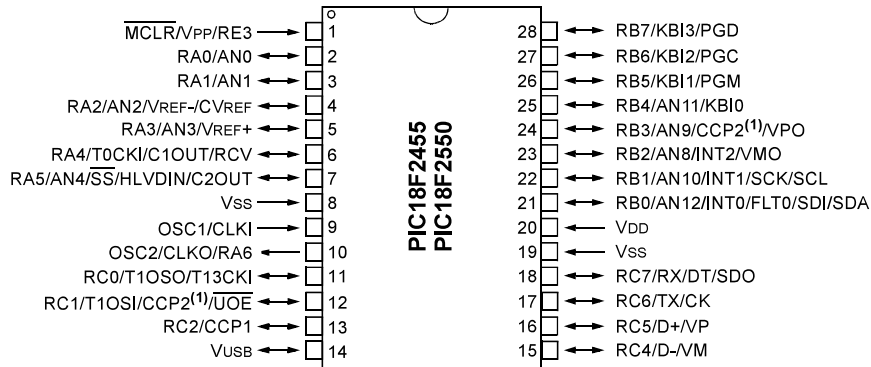 MCLR/VPP/RE3 1
RA0/AN0 2
RA1/AN1 3
RA2/AN2/VREF-/CVREF 4
RA3/AN3/VREF+ 5
RA4/T0CKI/C1OUT/RCV 6
RA5/AN4/SS/HLVDIN/C2OUT 7
VSS 8
OSC1/CLKI 9
OSC2/CLKO/RA6 10
RC0/T1OSO/T13CKI 11
RC1/T1OSI/CCP2(1)/UOE 12
RC2/CCP1 13
VUSB 14
PIC18F2455
PIC18F2550
28 RB7/KBI3/PGD
27 RB6/KBI2/PGC
26 RB5/KBI1/PGM
25 RB4/AN11/KBI0
24 RB3/AN9/CCP2(1)/VPO
23 RB2/AN8/INT2/VMO
22 RB1/AN10/INT1/SCK/SCL
21 RB0/AN12/INT0/FLT0/SDI/SDA
20 VDD
19 VSS
18 RC7/RX/DT/SDO
17 RC6/TX/CK
16 RC5/D+/VP
15 RC4/D-/VM